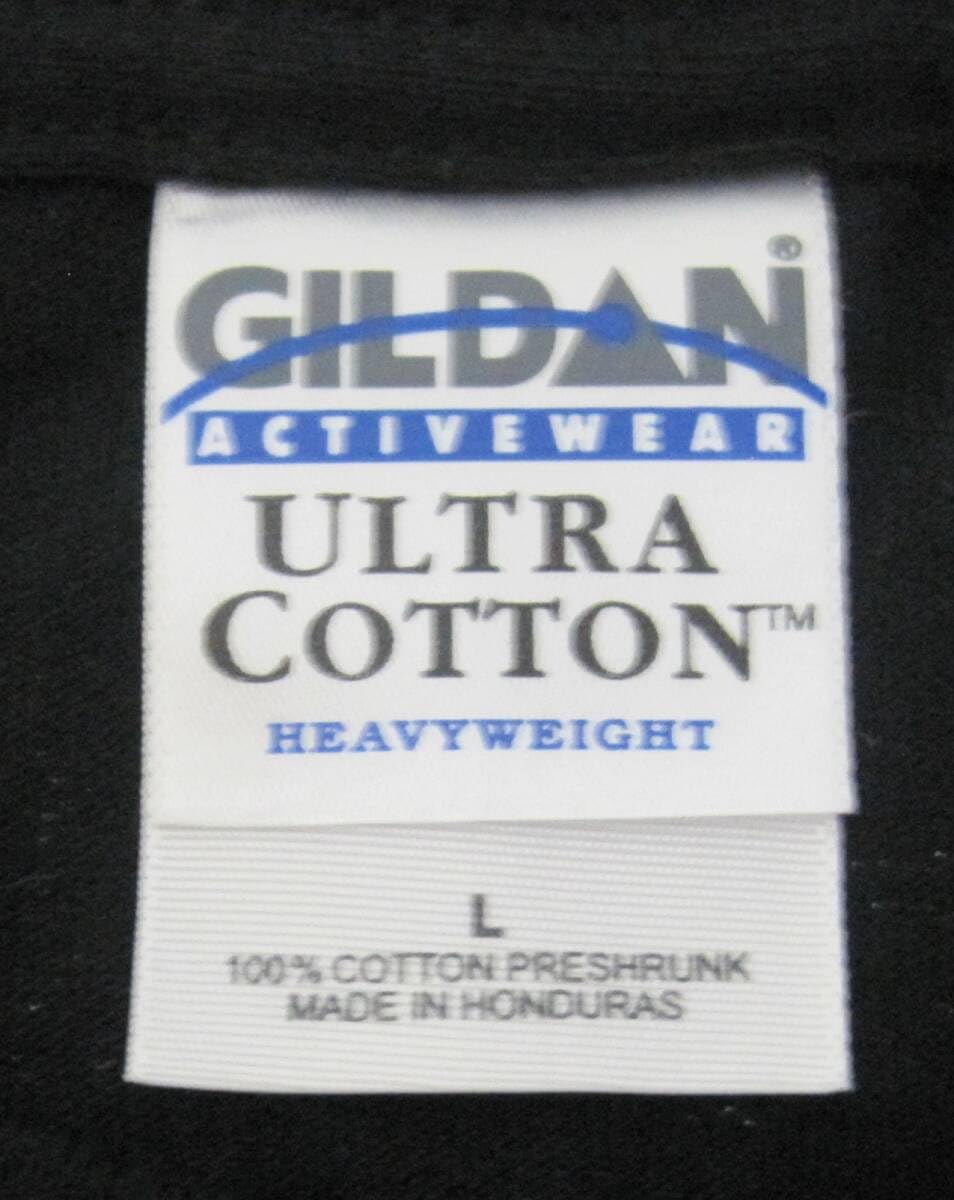 GILDAN®
ACTIVEWEAR
ULTRA
COTTON™
HEAVYWEIGHT
L
100% COTTON PRESHRUNK
MADE IN HONDURAS